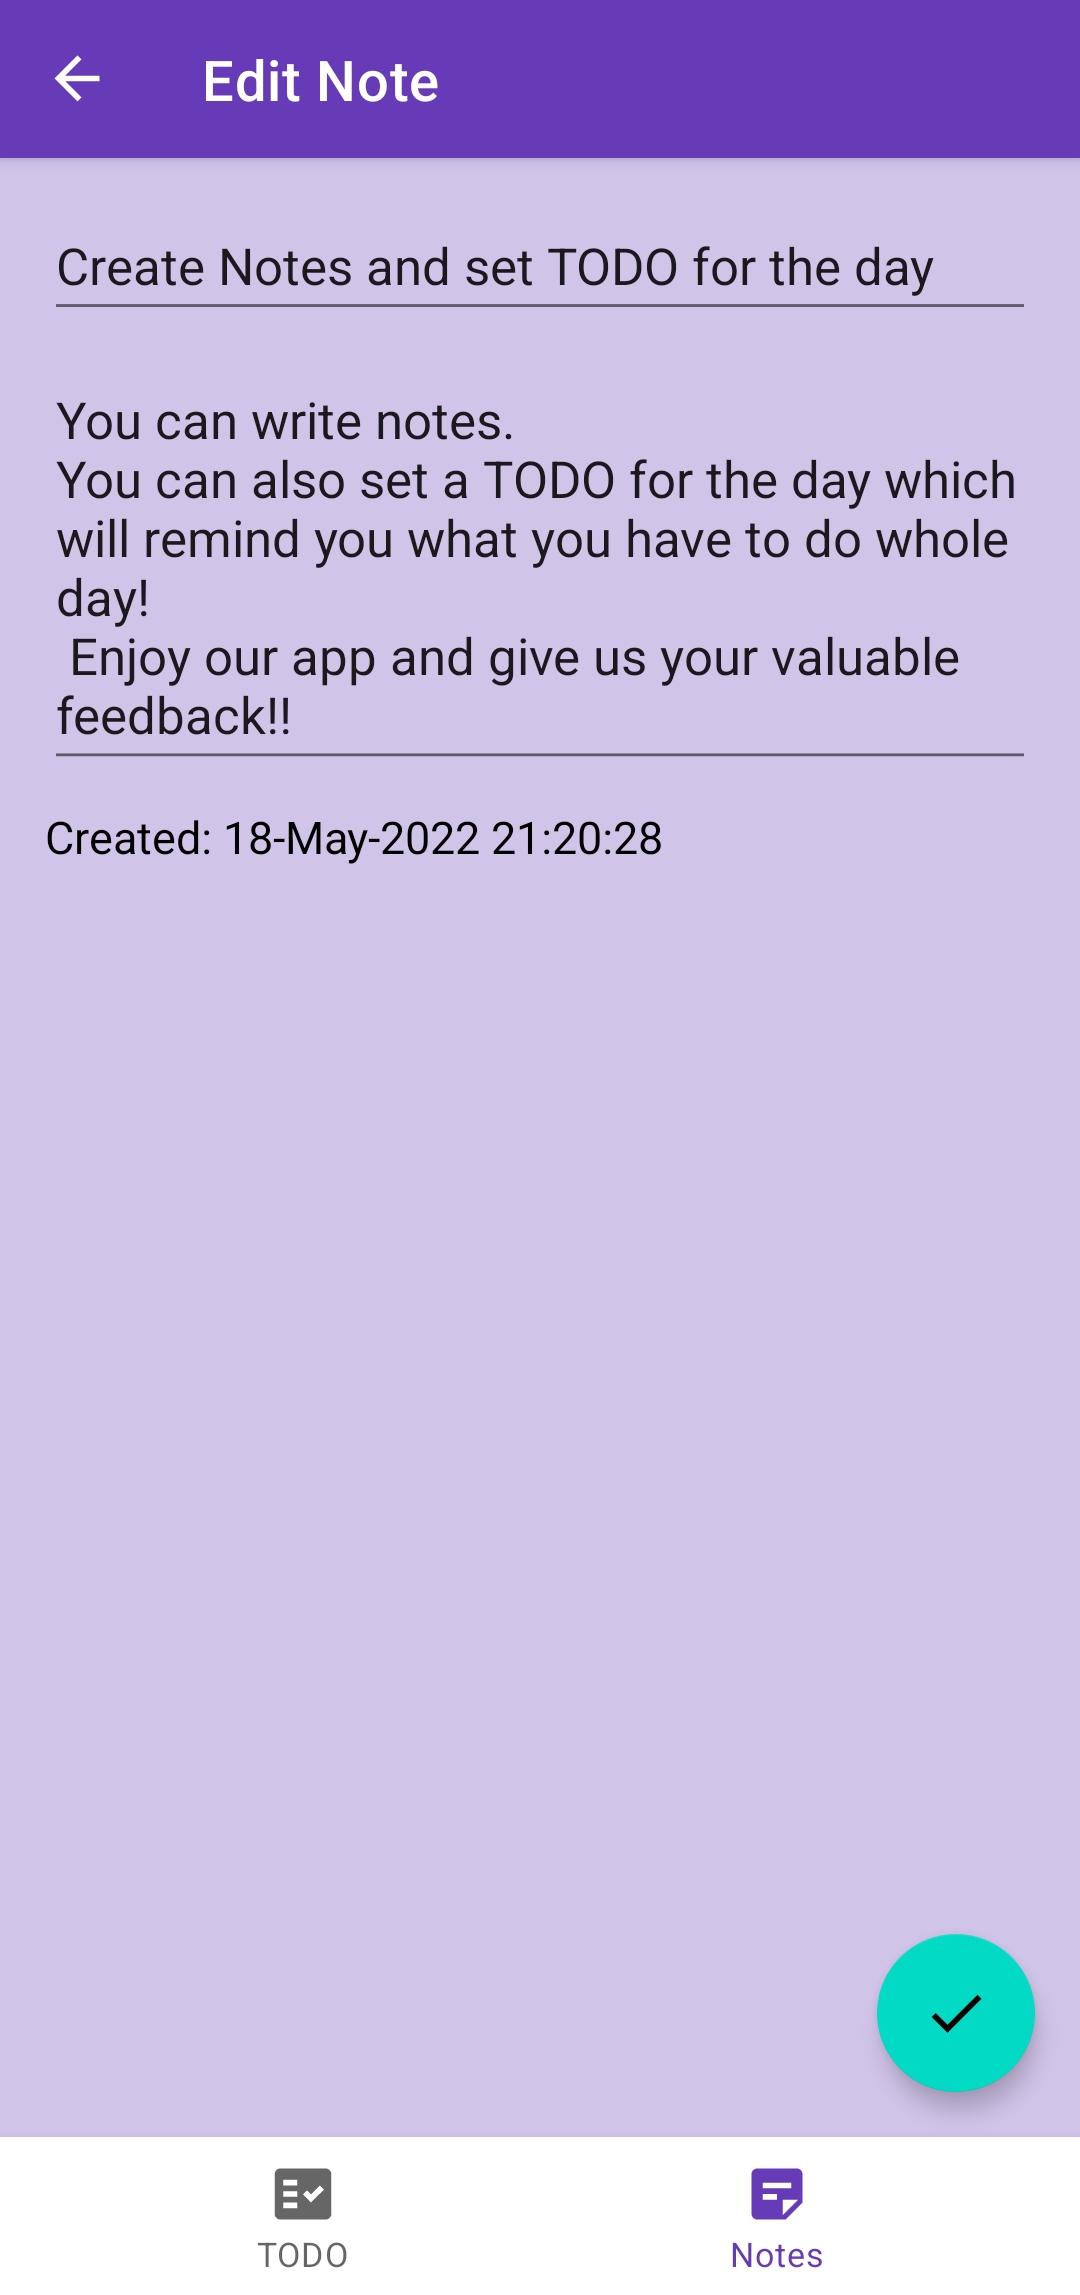 Edit Note
Create Notes and set TODO for the day
You can write notes.
You can also set a TODO for the day which
will remind you what you have to do whole
day!
Enjoy our app and give us your valuable
feedback!!
Created: 18-May-2022 21:20:28
TODO
Notes